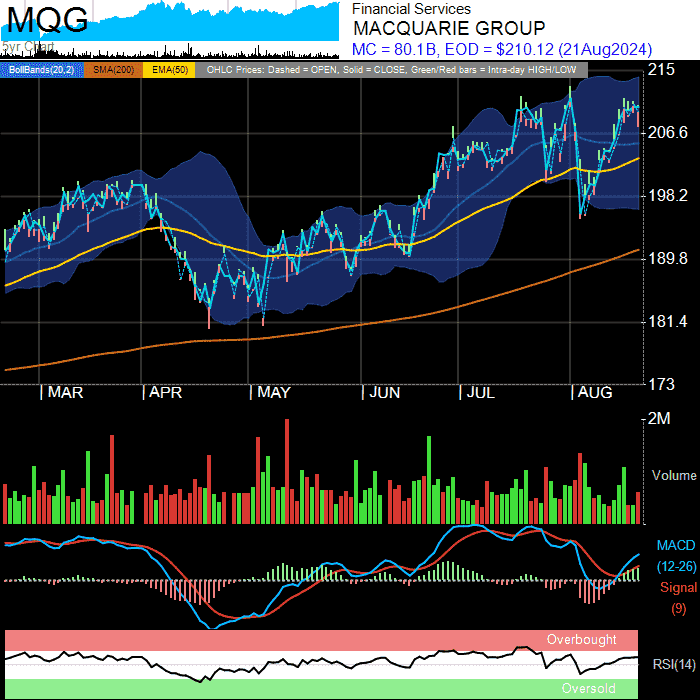 MQG
5yr Chart
Financial Services
MACQUARIE GROUP
MC = 80.1B, EOD = $210.12 (21Aug2024)
BollBands(20,2) SMA(200) EMA(50) OHLC Prices: Dashed = OPEN, Solid = CLOSE, Green/Red bars = Intra-day HIGH/LOW
215
206.6
198.2
189.8
181.4
173
MAR APR MAY JUN JUL AUG
2M
Volume
MACD
(12-26)
Signal
(9)
Overbought
RSI(14)
Oversold